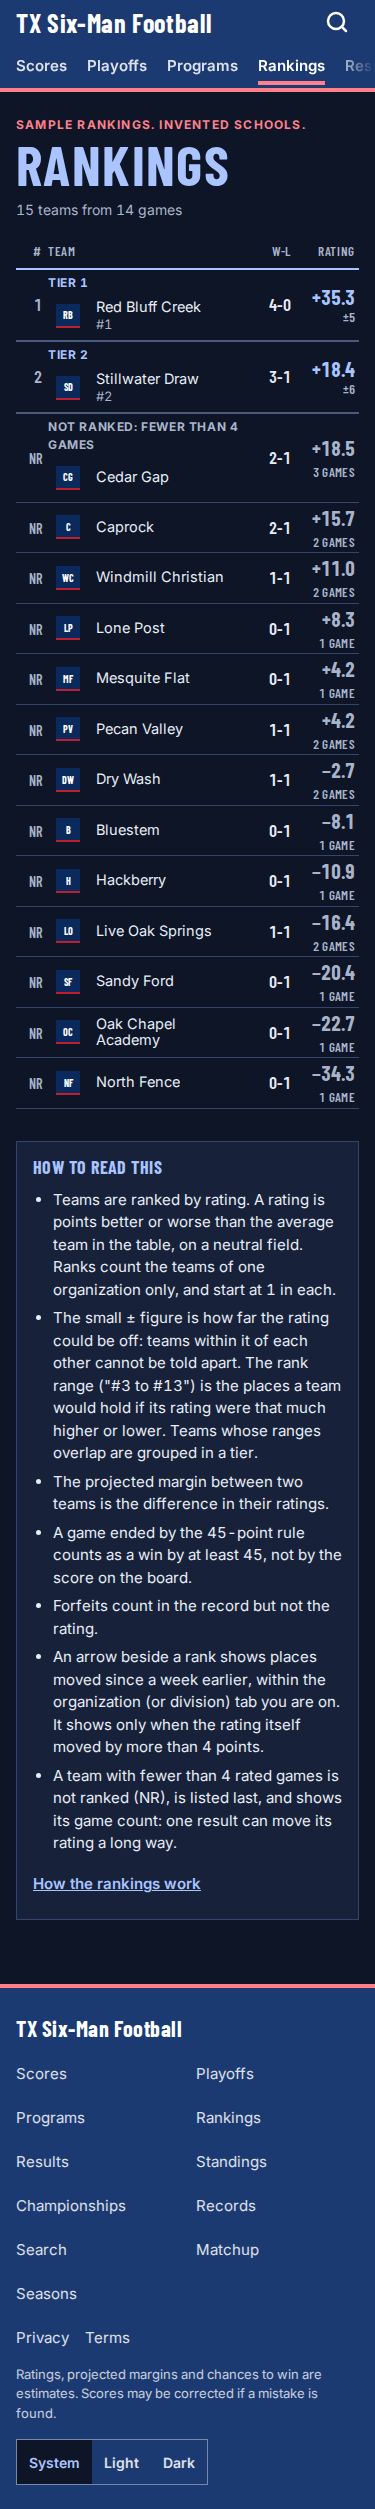 TX Six-Man Football
Scores Playoffs Programs Rankings Res
SAMPLE RANKINGS. INVENTED SCHOOLS.
RANKINGS
15 teams from 14 games
# TEAM W-L RATING
TIER 1
1 RB Red Bluff Creek 4-0 +35.3
#1 ±5
TIER 2
2 SD Stillwater Draw 3-1 +18.4
#2 ±6
NOT RANKED: FEWER THAN 4
GAMES
NR CG Cedar Gap 2-1 +18.5
3 GAMES
NR C Caprock 2-1 +15.7
2 GAMES
NR WC Windmill Christian 1-1 +11.0
2 GAMES
NR LP Lone Post 0-1 +8.3
1 GAME
NR MF Mesquite Flat 0-1 +4.2
1 GAME
NR PV Pecan Valley 1-1 +4.2
2 GAMES
NR DW Dry Wash 1-1 −2.7
2 GAMES
NR B Bluestem 0-1 −8.1
1 GAME
NR H Hackberry 0-1 −10.9
1 GAME
NR LO Live Oak Springs 1-1 −16.4
2 GAMES
NR SF Sandy Ford 0-1 −20.4
1 GAME
NR OC Oak Chapel
Academy 0-1 −22.7
1 GAME
NR NF North Fence 0-1 −34.3
1 GAME
HOW TO READ THIS
• Teams are ranked by rating. A rating is
points better or worse than the average
team in the table, on a neutral field.
Ranks count the teams of one
organization only, and start at 1 in each.
• The small ± figure is how far the rating
could be off: teams within it of each
other cannot be told apart. The rank
range ("#3 to #13") is the places a team
would hold if its rating were that much
higher or lower. Teams whose ranges
overlap are grouped in a tier.
• The projected margin between two
teams is the difference in their ratings.
• A game ended by the 45-point rule
counts as a win by at least 45, not by the
score on the board.
• Forfeits count in the record but not the
rating.
• An arrow beside a rank shows places
moved since a week earlier, within the
organization (or division) tab you are on.
It shows only when the rating itself
moved by more than 4 points.
• A team with fewer than 4 rated games is
not ranked (NR), is listed last, and shows
its game count: one result can move its
rating a long way.
How the rankings work
TX Six-Man Football
Scores Playoffs
Programs Rankings
Results Standings
Championships Records
Search Matchup
Seasons
Privacy Terms
Ratings, projected margins and chances to win are
estimates. Scores may be corrected if a mistake is
found.
System Light Dark